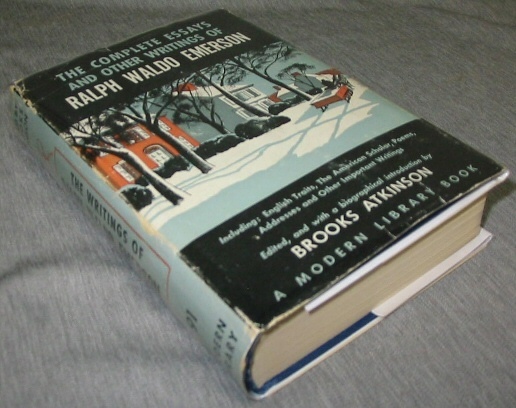 THE COMPLETE ESSAYS
AND OTHER WRITINGS OF
RALPH WALDO EMERSON
Including: English Traits, The American Scholar, Poems,
Addresses and Other Important Writings
Edited, and with a biographical introduction by
BROOKS ATKINSON
A MODERN LIBRARY BOOK
THE WRITINGS OF